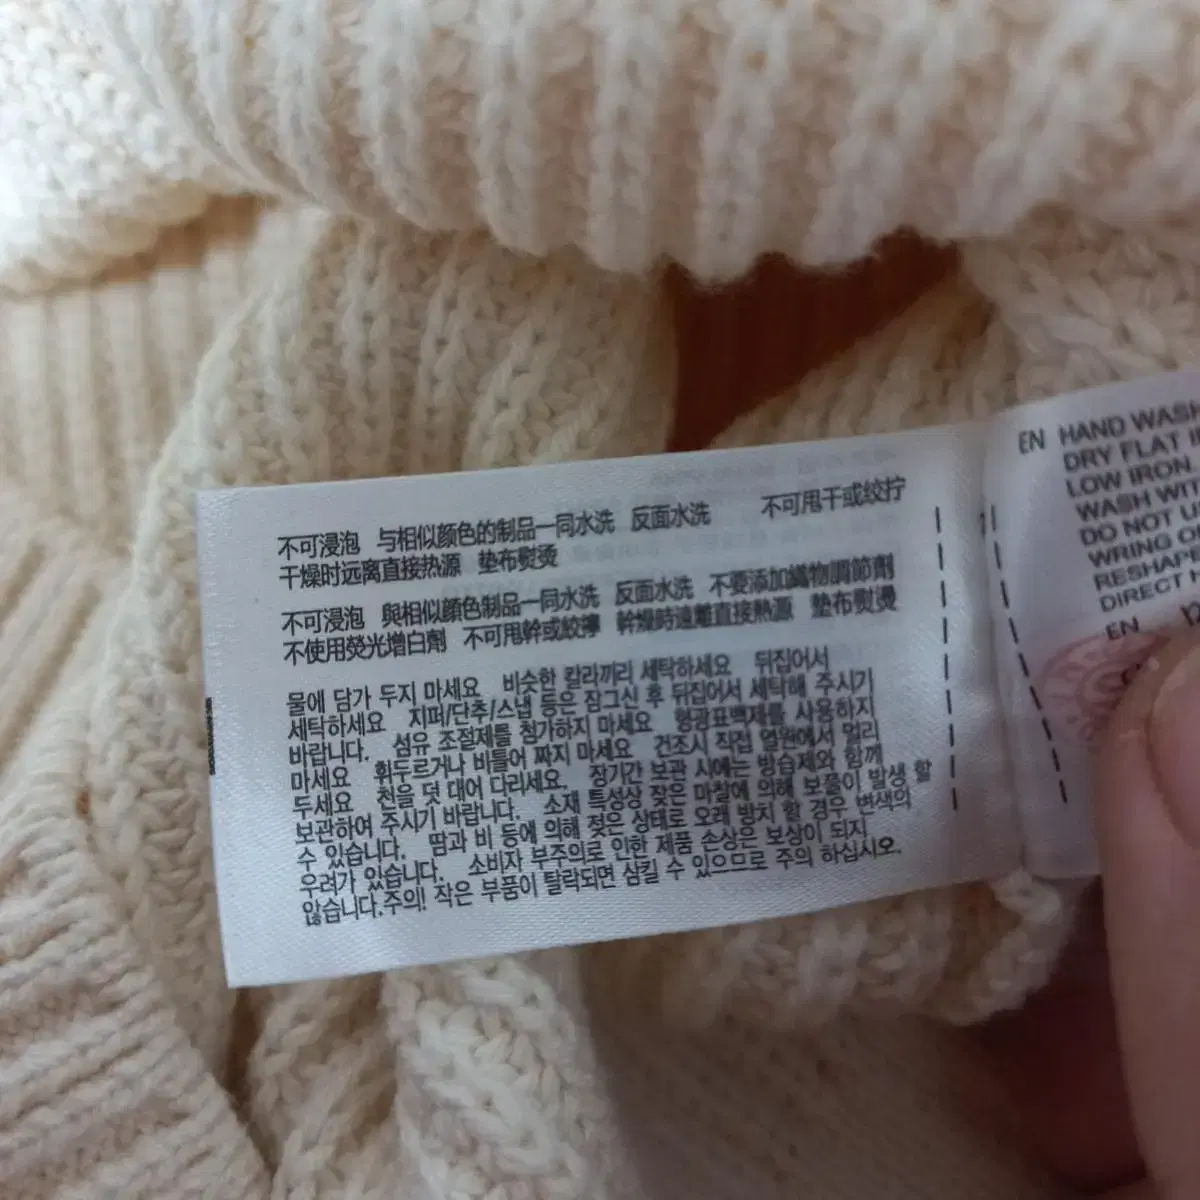 不可浸泡 与相似颜色的制品一同水洗 反面水洗 不可甩干或绞拧
干燥时远离直接热源 垫布熨烫
不可浸泡 與相似顔色制品一同水洗 反面水洗 不要添加織物調節劑
不使用熒光增白劑 不可甩幹或絞擰 幹燥時遠離直接熱源 墊布熨燙
물에 담가 두지 마세요 비슷한 칼라끼리 세탁하세요 뒤집어서
세탁하세요 지퍼/단추/스냅 등은 잠그신 후 뒤집어서 세탁해 주시기
바랍니다. 섬유 조절제를 첨가하지 마세요 형광표백제를 사용하지
마세요 휘두르거나 비틀어 짜지 마세요 건조시 직접 열원에서 멀리
두세요 천을 덧 대어 다리세요. 장기간 보관 시에는 방습제와 함께
보관하여 주시기 바랍니다. 소재 특성상 잦은 마찰에 의해 보풀이 발생 할
수 있습니다. 땀과 비 등에 의해 젖은 상태로 오래 방치 할 경우 변색의
우려가 있습니다. 소비자 부주의로 인한 제품 손상은 보상이 되지
않습니다.주의! 작은 부품이 탈락되면 삼킬 수 있으므로 주의 하십시오.
EN HAND WASH
DRY FLAT
LOW IRON
WASH WIT
DO NOT U
WRING O
RESHAP
DIRECT H
EN